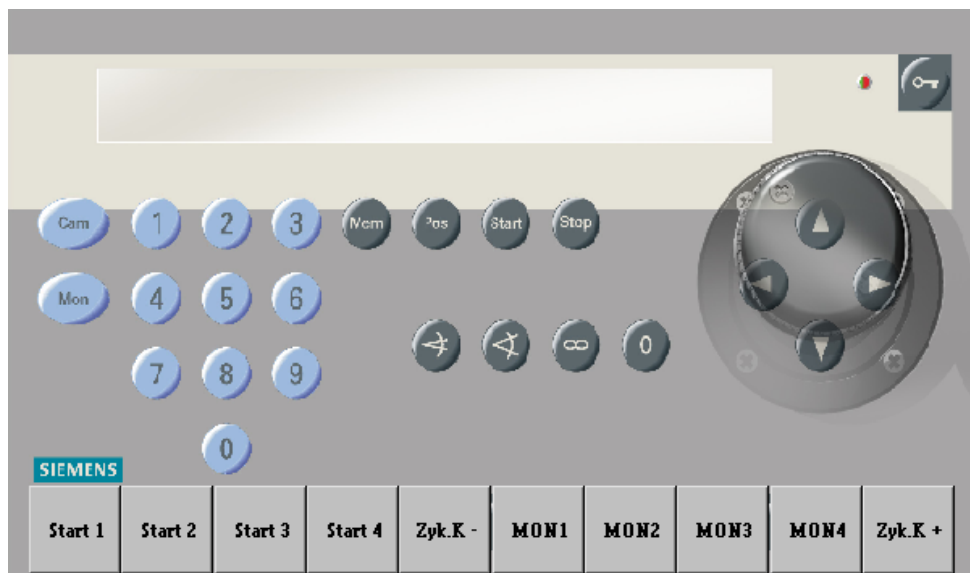 Cam 1 2 3 Mem Pos Start Stop
Mon 4 5 6
7 8 9 0
0
SIEMENS
Start 1 Start 2 Start 3 Start 4 Zyk.K - MON1 MON2 MON3 MON4 Zyk.K +